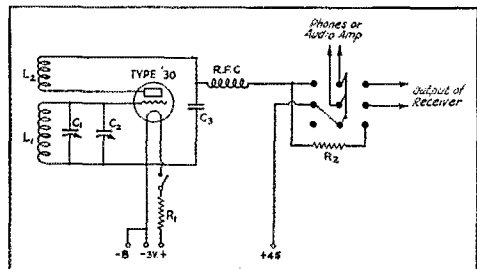 Phones or
Audio Amp
TYPE '30
R.F.C
L2
C3
Output of
Receiver
C1
C2
L1
R2
R1
-B
-3V.+
+45